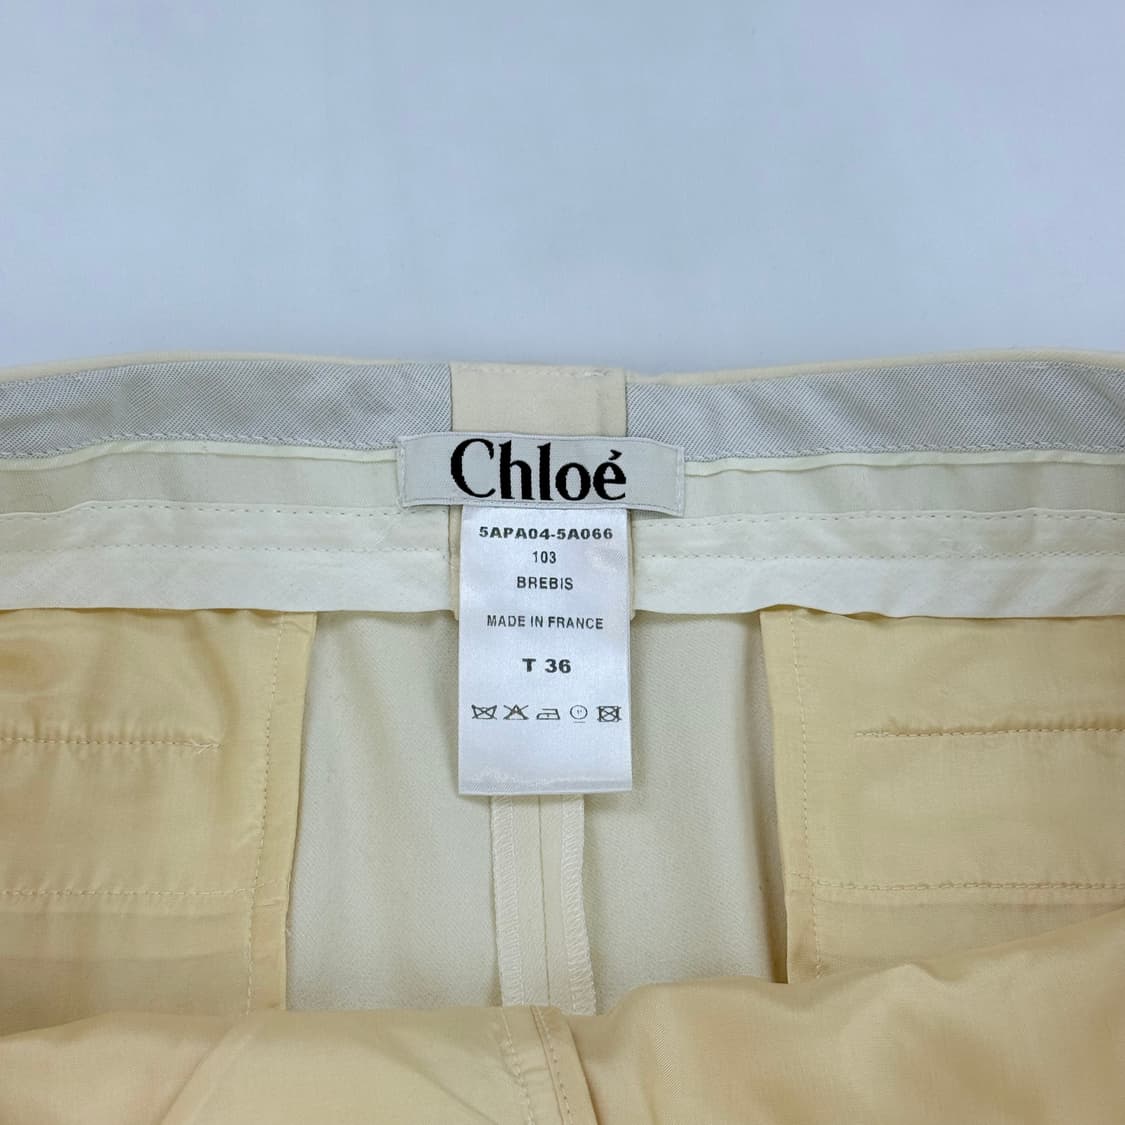 Chloé
5APA04-5A066
103
BREBIS
MADE IN FRANCE
T 36